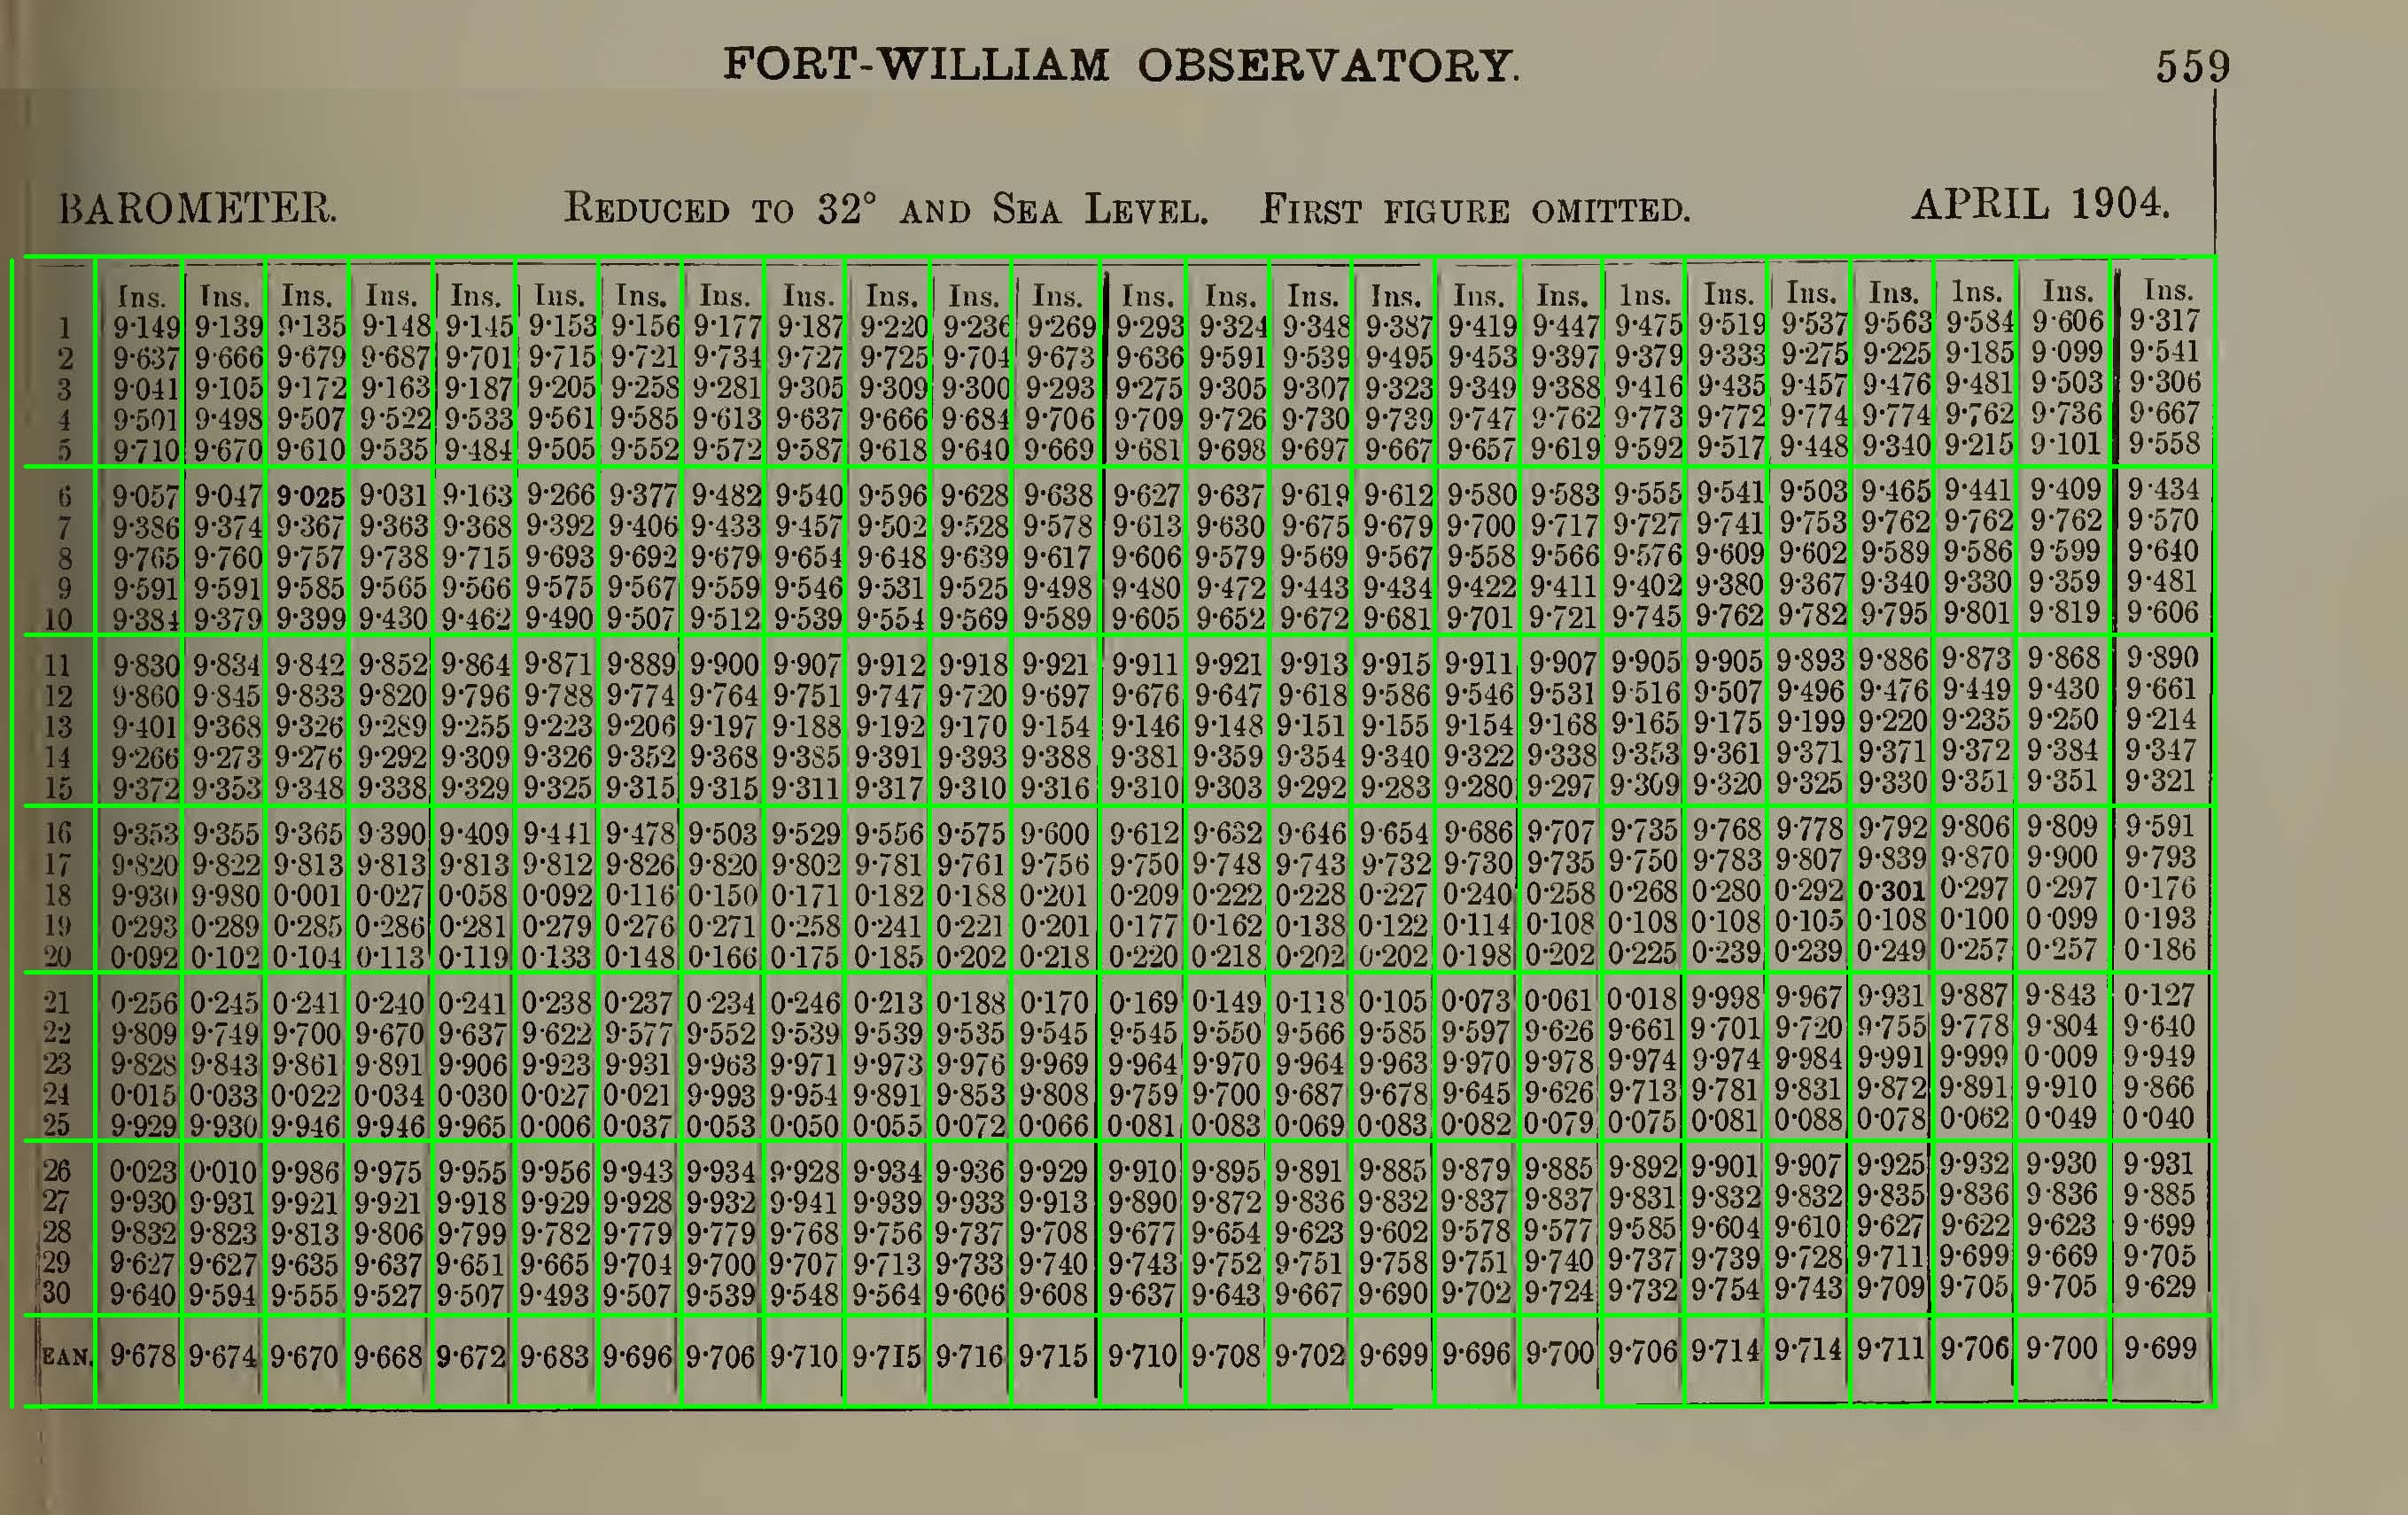 FORT-WILLIAM OBSERVATORY. 559
BAROMETER. REDUCED TO 32° AND SEA LEVEL. FIRST FIGURE OMITTED. APRIL 1904.
Ins. Ins. Ins. Ins. Ins. Ins. Ins. Ins. Ins. Ins. Ins. Ins. Ins. Ins. Ins. Ins. Ins. Ins. Ins. Ins. Ins. Ins. Ins. Ins. Ins.
1 9·149 9·139 9·135 9·148 9·145 9·153 9·156 9·177 9·187 9·220 9·236 9·269 9·293 9·324 9·348 9·387 9·419 9·447 9·475 9·519 9·537 9·563 9·584 9·606 9·317
2 9·637 9·666 9·679 9·687 9·701 9·715 9·721 9·734 9·727 9·725 9·704 9·673 9·636 9·591 9·539 9·495 9·453 9·397 9·379 9·333 9·275 9·225 9·185 9·099 9·541
3 9·041 9·105 9·172 9·163 9·187 9·205 9·258 9·281 9·305 9·309 9·300 9·293 9·275 9·305 9·307 9·323 9·349 9·388 9·416 9·435 9·457 9·476 9·481 9·503 9·306
4 9·501 9·498 9·507 9·522 9·533 9·561 9·585 9·613 9·637 9·666 9·684 9·706 9·709 9·726 9·730 9·739 9·747 9·762 9·773 9·772 9·774 9·774 9·762 9·736 9·667
5 9·710 9·670 9·610 9·535 9·484 9·505 9·552 9·572 9·587 9·618 9·640 9·669 9·681 9·698 9·697 9·667 9·657 9·619 9·592 9·517 9·448 9·340 9·215 9·101 9·558
6 9·057 9·047 9·025 9·031 9·163 9·266 9·377 9·482 9·540 9·596 9·628 9·638 9·627 9·637 9·619 9·612 9·580 9·583 9·555 9·541 9·503 9·465 9·441 9·409 9·434
7 9·386 9·374 9·367 9·363 9·368 9·392 9·406 9·433 9·457 9·502 9·528 9·578 9·613 9·630 9·675 9·679 9·700 9·717 9·727 9·741 9·753 9·762 9·762 9·762 9·570
8 9·765 9·760 9·757 9·738 9·715 9·693 9·692 9·679 9·654 9·648 9·639 9·617 9·606 9·579 9·569 9·567 9·558 9·566 9·576 9·609 9·602 9·589 9·586 9·599 9·640
9 9·591 9·591 9·585 9·565 9·566 9·575 9·567 9·559 9·546 9·531 9·525 9·498 9·480 9·472 9·443 9·434 9·422 9·411 9·402 9·380 9·367 9·340 9·330 9·359 9·481
10 9·384 9·379 9·399 9·430 9·462 9·490 9·507 9·512 9·539 9·554 9·569 9·589 9·605 9·652 9·672 9·681 9·701 9·721 9·745 9·762 9·782 9·795 9·801 9·819 9·606
11 9·830 9·834 9·842 9·852 9·864 9·871 9·889 9·900 9·907 9·912 9·918 9·921 9·911 9·921 9·913 9·915 9·911 9·907 9·905 9·905 9·893 9·886 9·873 9·868 9·890
12 9·860 9·845 9·833 9·820 9·796 9·788 9·774 9·764 9·751 9·747 9·720 9·697 9·676 9·647 9·618 9·586 9·546 9·531 9·516 9·507 9·496 9·476 9·449 9·430 9·661
13 9·401 9·368 9·326 9·289 9·255 9·223 9·206 9·197 9·188 9·192 9·170 9·154 9·146 9·148 9·151 9·155 9·154 9·168 9·165 9·175 9·199 9·220 9·235 9·250 9·214
14 9·266 9·273 9·276 9·292 9·309 9·326 9·352 9·368 9·385 9·391 9·393 9·388 9·381 9·359 9·354 9·340 9·322 9·338 9·353 9·361 9·371 9·371 9·372 9·384 9·347
15 9·372 9·353 9·348 9·338 9·329 9·325 9·315 9·315 9·311 9·317 9·310 9·316 9·310 9·303 9·292 9·283 9·280 9·297 9·309 9·320 9·325 9·330 9·351 9·351 9·321
16 9·353 9·355 9·365 9·390 9·409 9·441 9·478 9·503 9·529 9·556 9·575 9·600 9·612 9·632 9·646 9·654 9·686 9·707 9·735 9·768 9·778 9·792 9·806 9·809 9·591
17 9·820 9·822 9·813 9·813 9·813 9·812 9·826 9·820 9·802 9·781 9·761 9·756 9·750 9·748 9·743 9·732 9·730 9·735 9·750 9·783 9·807 9·839 9·870 9·900 9·793
18 9·930 9·980 0·001 0·027 0·058 0·092 0·116 0·150 0·171 0·182 0·188 0·201 0·209 0·222 0·228 0·227 0·240 0·258 0·268 0·280 0·292 0·301 0·297 0·297 0·176
19 0·293 0·289 0·285 0·286 0·281 0·279 0·276 0·271 0·258 0·241 0·221 0·201 0·177 0·162 0·138 0·122 0·114 0·108 0·108 0·108 0·105 0·108 0·100 0·099 0·193
20 0·092 0·102 0·104 0·113 0·119 0·133 0·148 0·166 0·175 0·185 0·202 0·218 0·220 0·218 0·202 0·202 0·198 0·202 0·225 0·239 0·239 0·249 0·257 0·257 0·186
21 0·256 0·245 0·241 0·240 0·241 0·238 0·237 0·234 0·246 0·213 0·188 0·170 0·169 0·149 0·118 0·105 0·073 0·061 0·018 9·998 9·967 9·931 9·887 9·843 0·127
22 9·809 9·749 9·700 9·670 9·637 9·622 9·577 9·552 9·539 9·539 9·535 9·545 9·545 9·550 9·566 9·585 9·597 9·626 9·661 9·701 9·720 9·755 9·778 9·804 9·640
23 9·828 9·843 9·861 9·891 9·906 9·923 9·931 9·963 9·971 9·973 9·976 9·969 9·964 9·970 9·964 9·963 9·970 9·978 9·974 9·974 9·984 9·991 9·999 0·009 9·949
24 0·015 0·033 0·022 0·034 0·030 0·027 0·021 9·993 9·954 9·891 9·853 9·808 9·759 9·700 9·687 9·678 9·645 9·626 9·713 9·781 9·831 9·872 9·891 9·910 9·866
25 9·929 9·930 9·946 9·946 9·965 0·006 0·037 0·053 0·050 0·055 0·072 0·066 0·081 0·083 0·069 0·083 0·082 0·079 0·075 0·081 0·088 0·078 0·062 0·049 0·040
26 0·023 0·010 9·986 9·975 9·955 9·956 9·943 9·934 9·928 9·934 9·936 9·929 9·910 9·895 9·891 9·885 9·879 9·885 9·892 9·901 9·907 9·925 9·932 9·930 9·931
27 9·930 9·931 9·921 9·921 9·918 9·929 9·928 9·932 9·941 9·939 9·933 9·913 9·890 9·872 9·836 9·832 9·837 9·837 9·831 9·832 9·832 9·835 9·836 9·836 9·885
28 9·832 9·823 9·813 9·806 9·799 9·782 9·779 9·779 9·768 9·756 9·737 9·708 9·677 9·654 9·623 9·602 9·578 9·577 9·585 9·604 9·610 9·627 9·622 9·623 9·699
29 9·627 9·627 9·635 9·637 9·651 9·665 9·704 9·700 9·707 9·713 9·733 9·740 9·743 9·752 9·751 9·758 9·751 9·740 9·737 9·739 9·728 9·711 9·699 9·669 9·705
30 9·640 9·594 9·555 9·527 9·507 9·493 9·507 9·539 9·548 9·564 9·606 9·608 9·637 9·643 9·667 9·690 9·702 9·724 9·732 9·754 9·743 9·709 9·705 9·705 9·629
EAN. 9·678 9·674 9·670 9·668 9·672 9·683 9·696 9·706 9·710 9·715 9·716 9·715 9·710 9·708 9·702 9·699 9·696 9·700 9·706 9·714 9·714 9·711 9·706 9·700 9·699